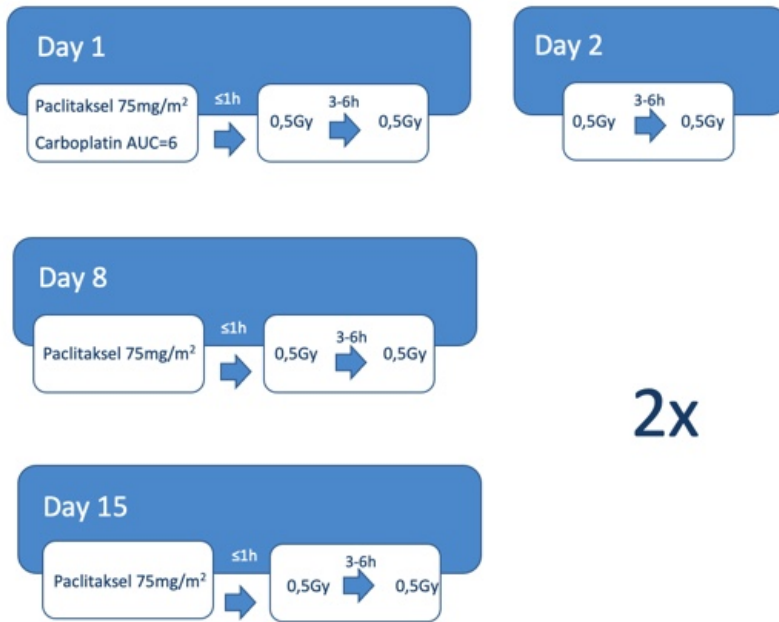 Day 1
Paclitaksel 75mg/m²
Carboplatin AUC=6
≤1h
0,5Gy
3-6h
0,5Gy
Day 2
0,5Gy
3-6h
0,5Gy
Day 8
Paclitaksel 75mg/m²
≤1h
0,5Gy
3-6h
0,5Gy
2x
Day 15
Paclitaksel 75mg/m²
≤1h
0,5Gy
3-6h
0,5Gy